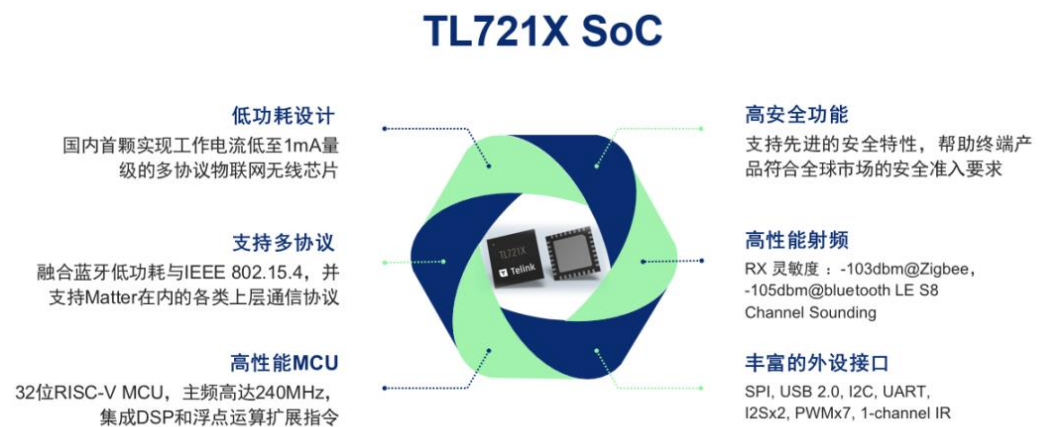 TL721X SoC
低功耗设计
国内首颗实现工作电流低至1mA量
级的多协议物联网无线芯片
支持多协议
融合蓝牙低功耗与IEEE 802.15.4，并
支持Matter在内的各类上层通信协议
高性能MCU
32位RISC-V MCU，主频高达240MHz，
集成DSP和浮点运算扩展指令
TL721X
Telink
高安全功能
支持先进的安全特性，帮助终端产
品符合全球市场的安全准入要求
高性能射频
RX 灵敏度 ：-103dbm@Zigbee，
-105dbm@bluetooth LE S8
Channel Sounding
丰富的外设接口
SPI, USB 2.0, I2C, UART,
I2Sx2, PWMx7, 1-channel IR